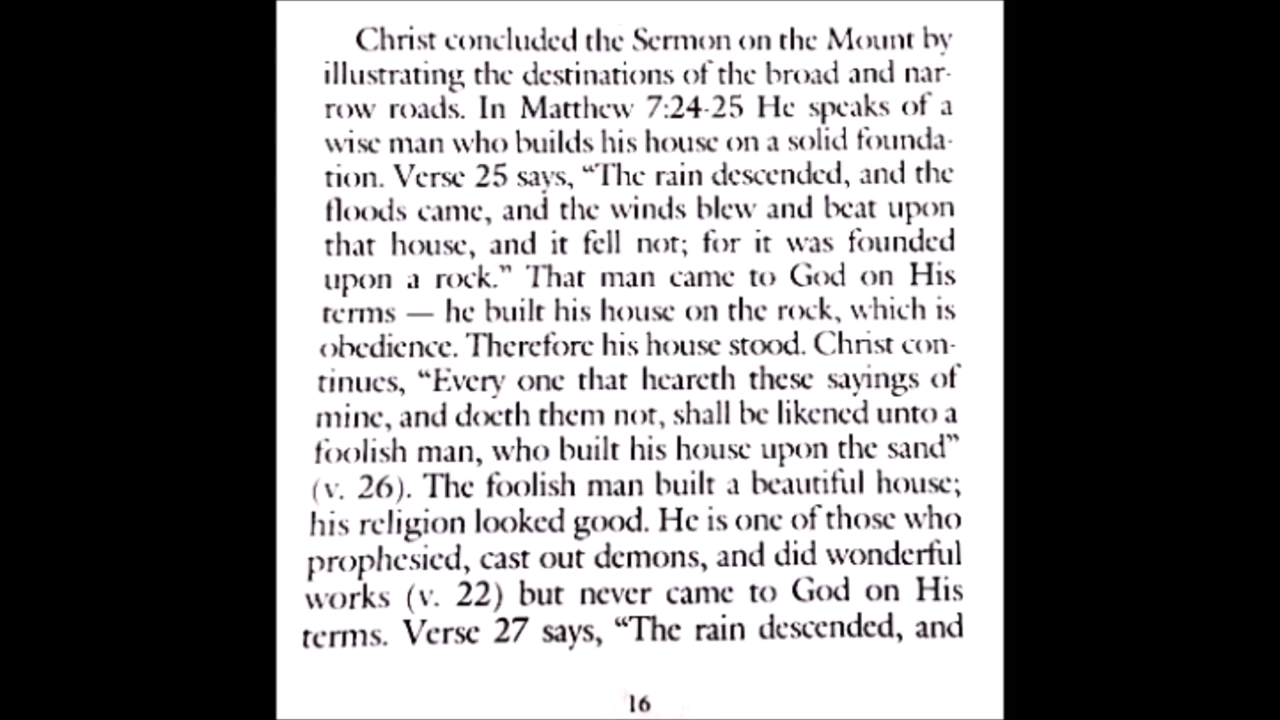 Christ concluded the Sermon on the Mount by
illustrating the destinations of the broad and nar-
row roads. In Matthew 7:24-25 He speaks of a
wise man who builds his house on a solid founda-
tion. Verse 25 says, “The rain descended, and the
floods came, and the winds blew and beat upon
that house, and it fell not; for it was founded
upon a rock.” That man came to God on His
terms — he built his house on the rock, which is
obedience. Therefore his house stood. Christ con-
tinues, “Every one that heareth these sayings of
mine, and doeth them not, shall be likened unto a
foolish man, who built his house upon the sand”
(v. 26). The foolish man built a beautiful house;
his religion looked good. He is one of those who
prophesied, cast out demons, and did wonderful
works (v. 22) but never came to God on His
terms. Verse 27 says, “The rain descended, and
16